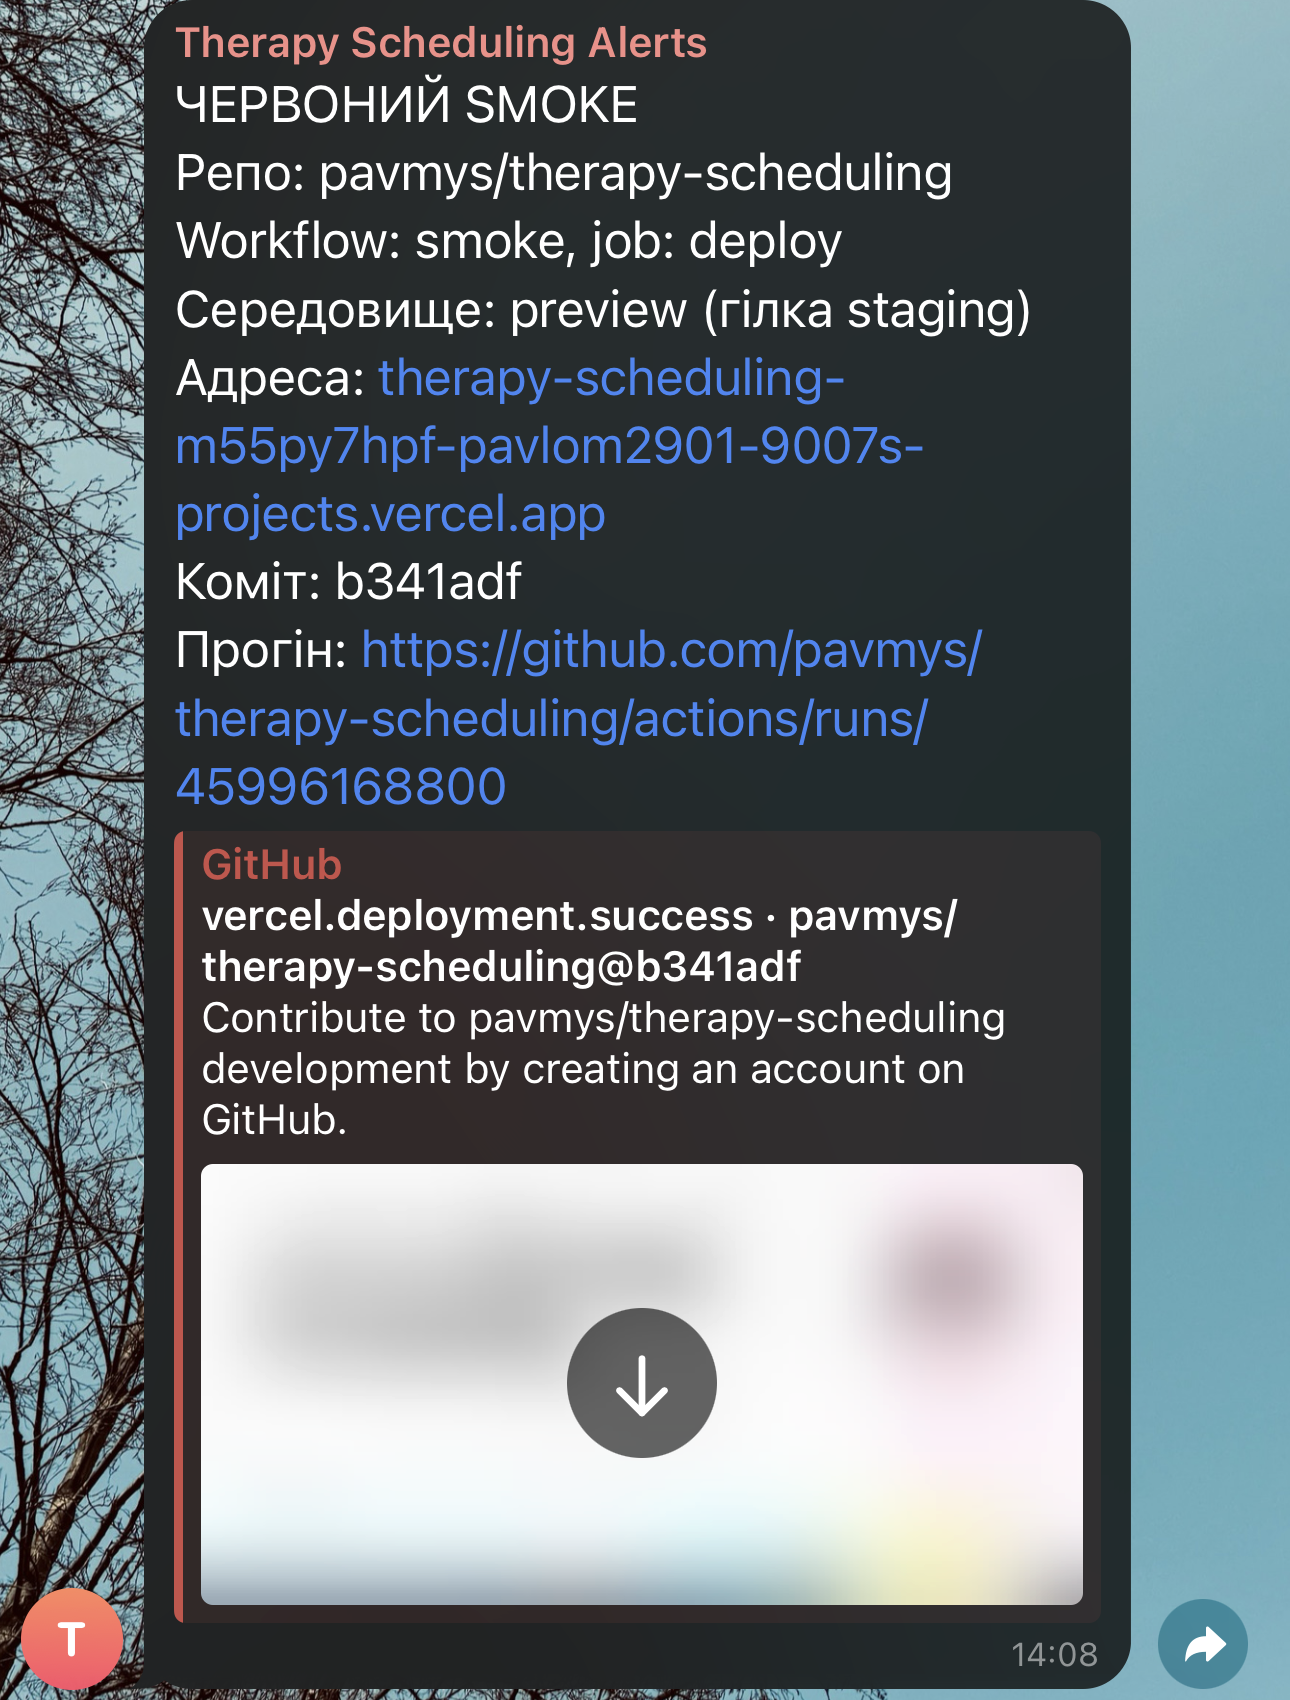 Therapy Scheduling Alerts
ЧЕРВОНИЙ SMOKE
Репо: pavmys/therapy-scheduling
Workflow: smoke, job: deploy
Середовище: preview (гілка staging)
Адреса: therapy-scheduling-
m55py7hpf-pavlom2901-9007s-
projects.vercel.app
Коміт: b341adf
Прогін: https://github.com/pavmys/
therapy-scheduling/actions/runs/
45996168800
GitHub
vercel.deployment.success · pavmys/
therapy-scheduling@b341adf
Contribute to pavmys/therapy-scheduling
development by creating an account on
GitHub.
T
14:08